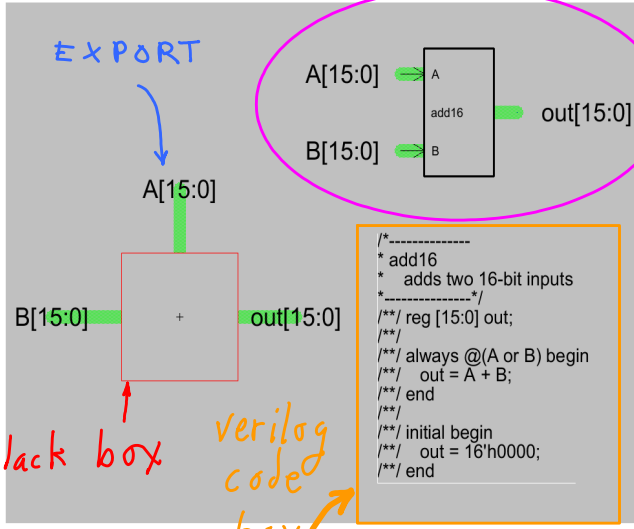 EXPORT
A[15:0]
A
add16
out[15:0]
B[15:0]
B
A[15:0]
B[15:0]
+
out[15:0]
lack box
verilog
code
box
/*--------------
* add16
*    adds two 16-bit inputs
*---------------*/
/**/ reg [15:0] out;
/**/
/**/ always @(A or B) begin
/**/   out = A + B;
/**/ end
/**/
/**/ initial begin
/**/   out = 16'h0000;
/**/ end